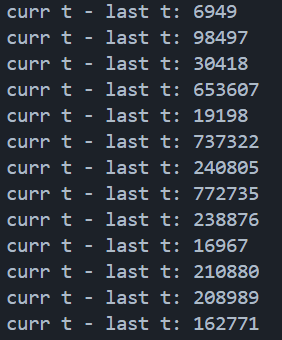 curr t - last t: 6949
curr t - last t: 98497
curr t - last t: 30418
curr t - last t: 653607
curr t - last t: 19198
curr t - last t: 737322
curr t - last t: 240805
curr t - last t: 772735
curr t - last t: 238876
curr t - last t: 16967
curr t - last t: 210880
curr t - last t: 208989
curr t - last t: 162771